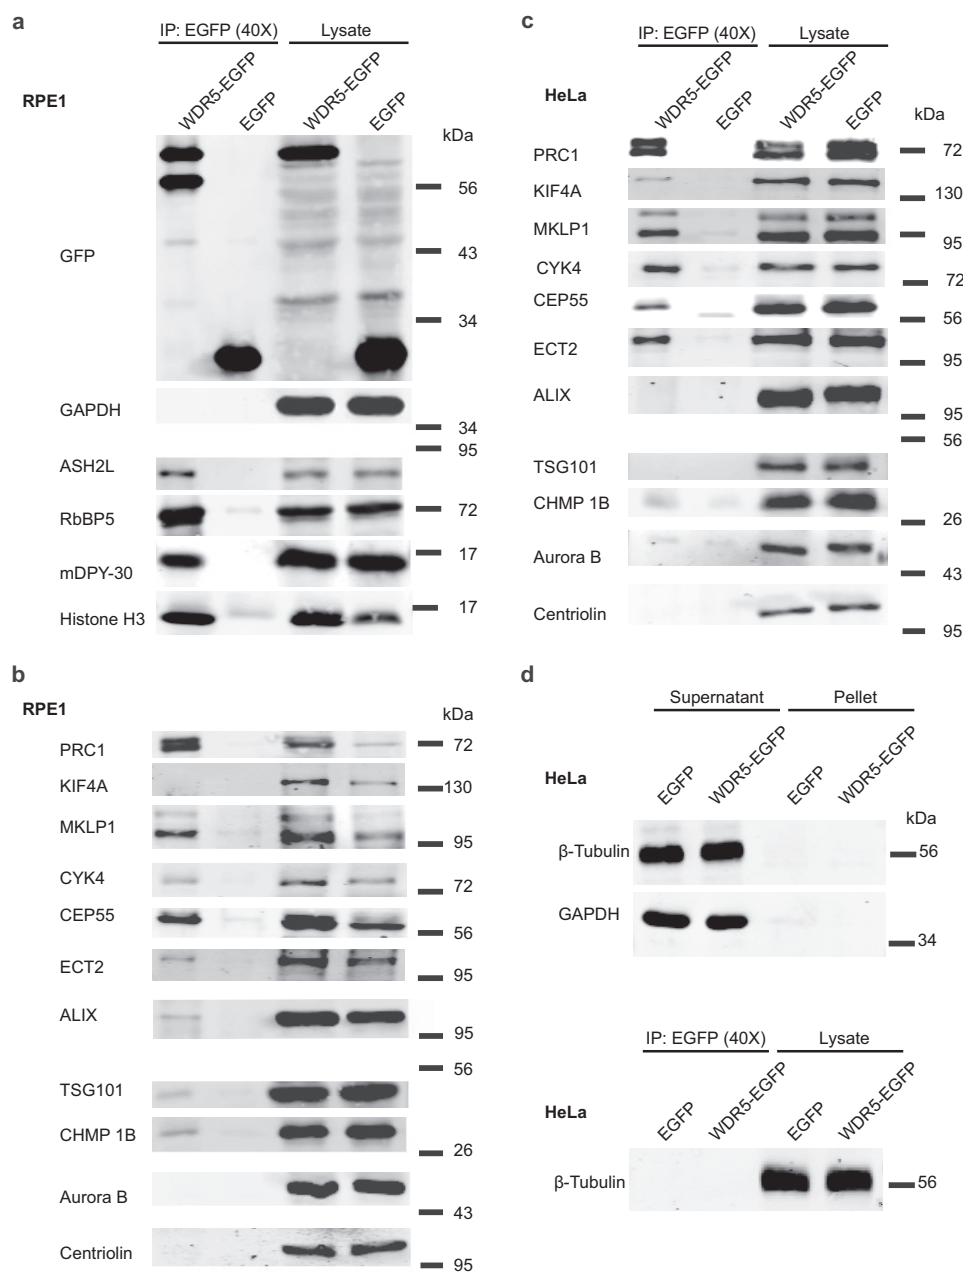 a
IP: EGFP (40X)
Lysate
RPE1
WDR5-EGFP
EGFP
WDR5-EGFP
EGFP
kDa
56
GFP
43
34
GAPDH
34
95
ASH2L
RbBP5
72
17
mDPY-30
17
Histone H3
b
RPE1
kDa
PRC1
72
KIF4A
130
MKLP1
95
CYK4
72
CEP55
56
ECT2
95
ALIX
95
56
TSG101
CHMP 1B
26
Aurora B
43
Centriolin
95
c
IP: EGFP (40X)
Lysate
HeLa
WDR5-EGFP
EGFP
WDR5-EGFP
EGFP
kDa
PRC1
72
KIF4A
130
MKLP1
95
CYK4
72
CEP55
56
ECT2
95
ALIX
95
56
TSG101
CHMP 1B
26
Aurora B
43
Centriolin
95
d
Supernatant
Pellet
HeLa
EGFP
WDR5-EGFP
EGFP
WDR5-EGFP
kDa
β-Tubulin
56
GAPDH
34
IP: EGFP (40X)
Lysate
HeLa
EGFP
WDR5-EGFP
EGFP
WDR5-EGFP
β-Tubulin
56